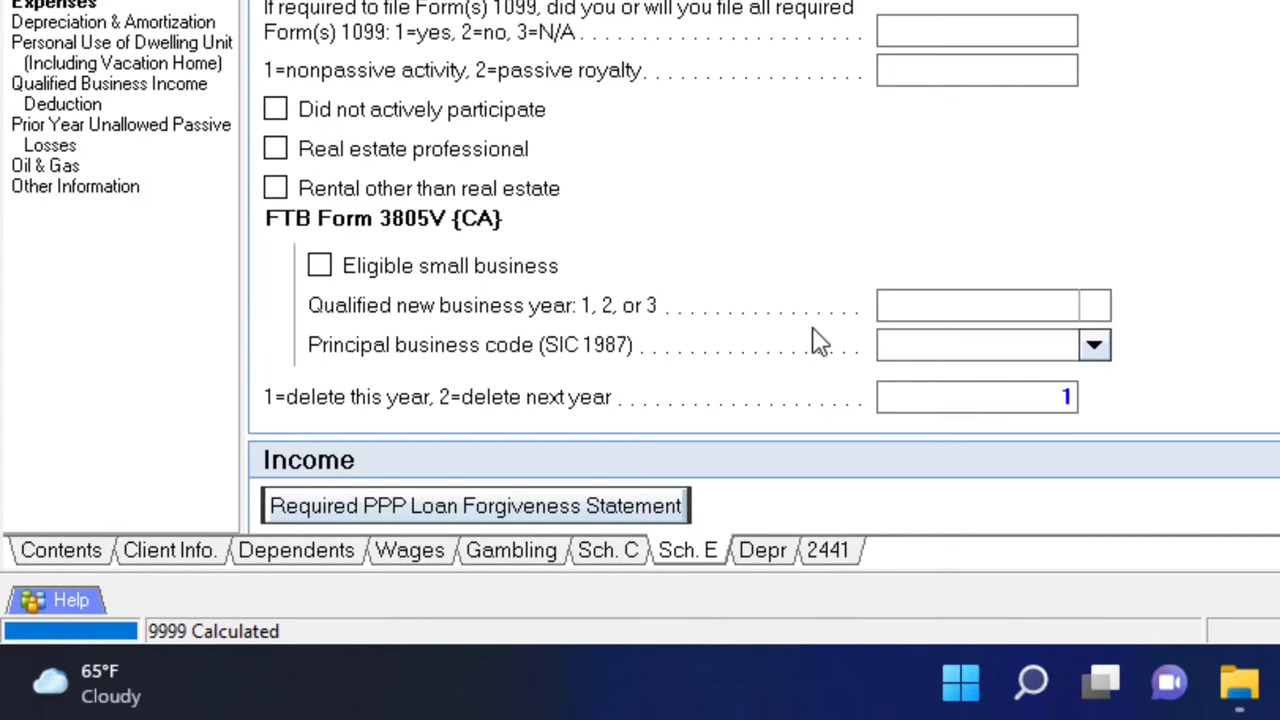 Expenses
Depreciation & Amortization
Personal Use of Dwelling Unit
(Including Vacation Home)
Qualified Business Income
Deduction
Prior Year Unallowed Passive
Losses
Oil & Gas
Other Information
If required to file Form(s) 1099, did you or will you file all required
Form(s) 1099: 1=yes, 2=no, 3=N/A
1=nonpassive activity, 2=passive royalty
Did not actively participate
Real estate professional
Rental other than real estate
FTB Form 3805V {CA}
Eligible small business
Qualified new business year: 1, 2, or 3
Principal business code (SIC 1987)
1=delete this year, 2=delete next year 1
Income
Required PPP Loan Forgiveness Statement
Contents Client Info. Dependents Wages Gambling Sch. C Sch. E Depr 2441
Help
9999 Calculated
65°F
Cloudy